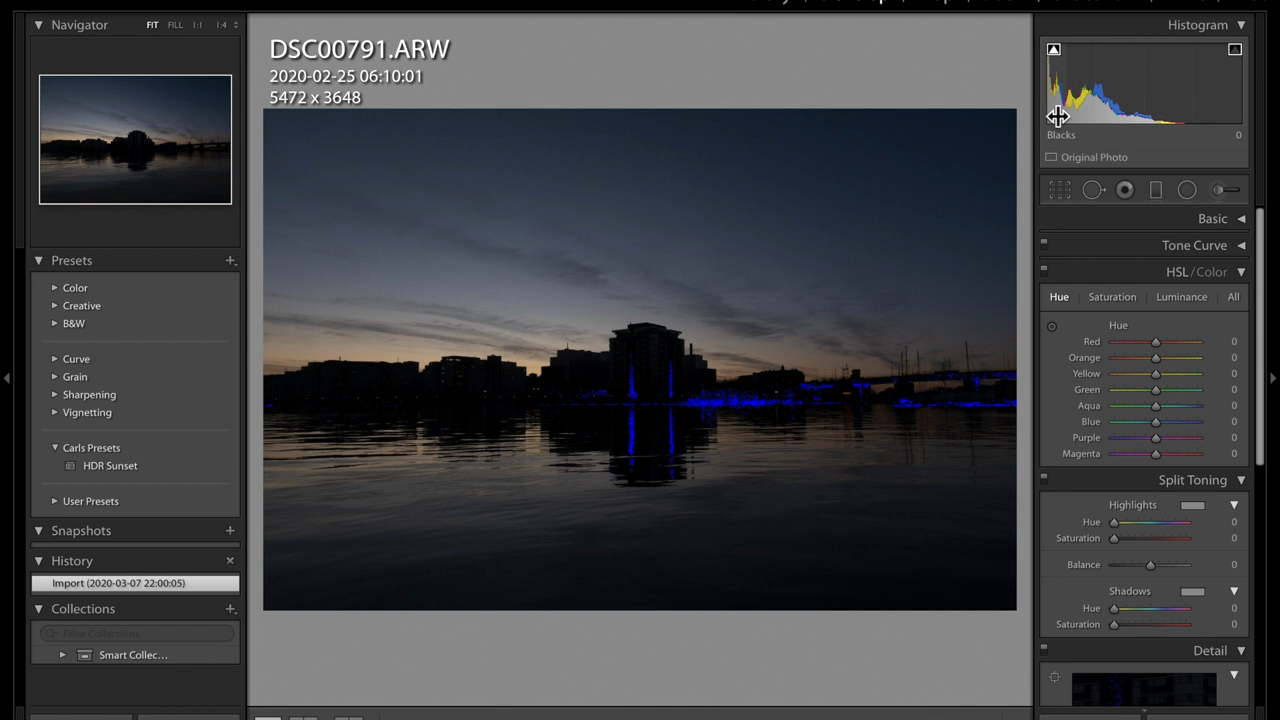 Navigator
FIT FILL 1:1 1:4
Presets
Color
Creative
B&W
Curve
Grain
Sharpening
Vignetting
Carls Presets
HDR Sunset
User Presets
Snapshots
History
Import (2020-03-07 22:00:05)
Collections
Filter Collections
Smart Collec...
DSC00791.ARW
2020-02-25 06:10:01
5472 x 3648
Histogram
Blacks 0
Original Photo
Basic
Tone Curve
HSL / Color
Hue Saturation Luminance All
Hue
Red 0
Orange 0
Yellow 0
Green 0
Aqua 0
Blue 0
Purple 0
Magenta 0
Split Toning
Highlights
Hue 0
Saturation 0
Balance 0
Shadows
Hue 0
Saturation 0
Detail